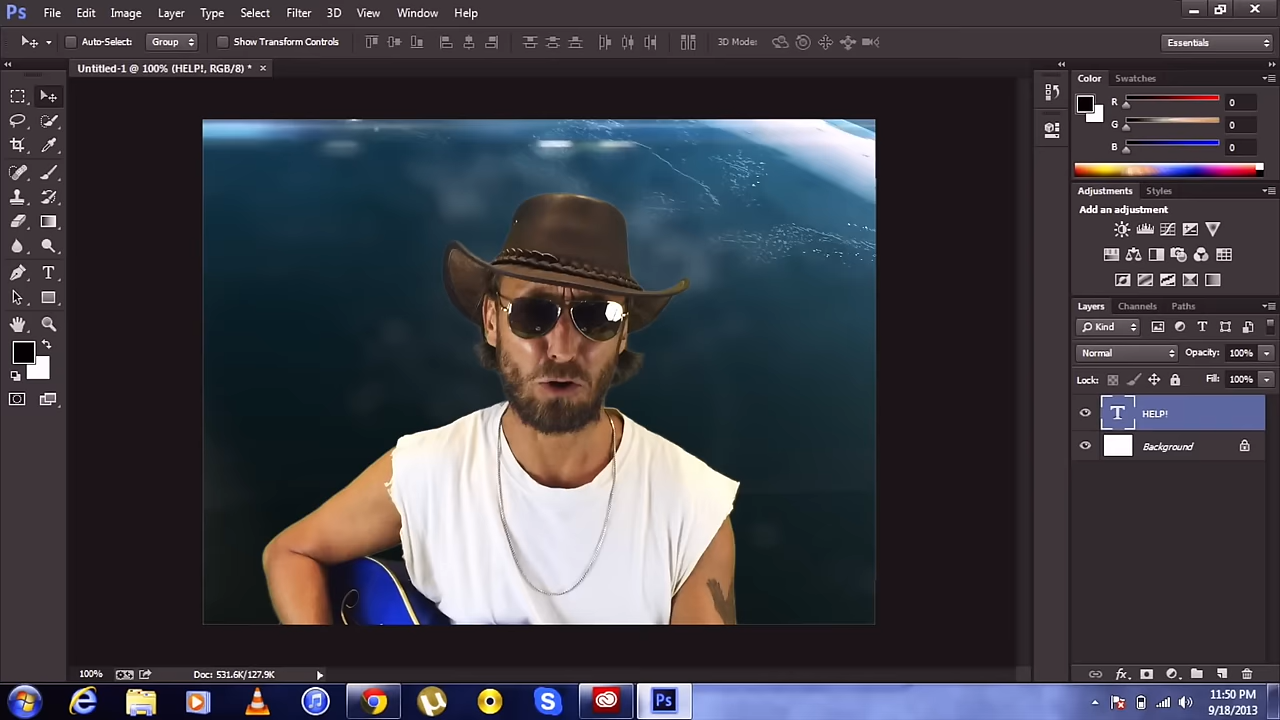 Ps File Edit Image Layer Type Select Filter 3D View Window Help
Auto-Select: Group Show Transform Controls 3D Mode: Essentials
Untitled-1 @ 100% (HELP!, RGB/8) * ×
Color Swatches
R 0
G 0
B 0
Adjustments Styles
Add an adjustment
Layers Channels Paths
Kind
Normal Opacity: 100%
Lock: Fill: 100%
T HELP!
Background
100% Doc: 531.6K/127.9K
Ps
11:50 PM
9/18/2013